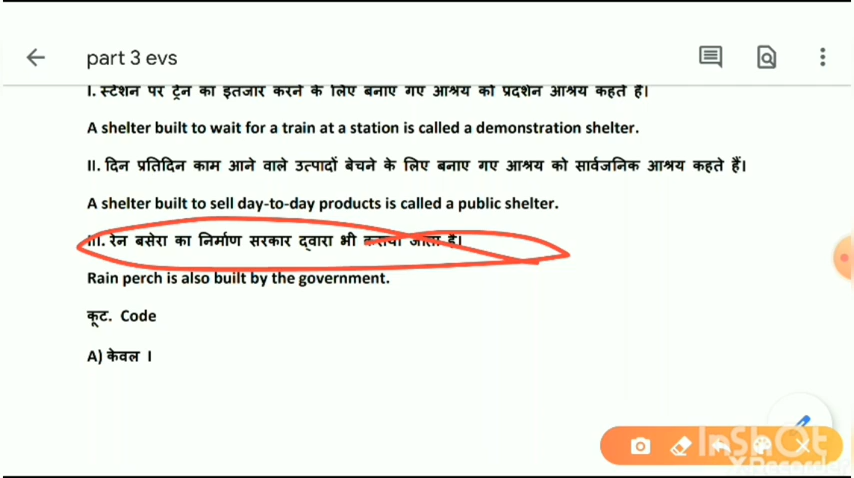 part 3 evs
I. स्टेशन पर ट्रेन का इंतजार करने के लिए बनाए गए आश्रय को प्रदर्शन आश्रय कहते हैं।
A shelter built to wait for a train at a station is called a demonstration shelter.
II. दिन प्रतिदिन काम आने वाले उत्पादों बेचने के लिए बनाए गए आश्रय को सार्वजनिक आश्रय कहते हैं।
A shelter built to sell day-to-day products is called a public shelter.
III. रेन बसेरा का निर्माण सरकार द्वारा भी कराया जाता है।
Rain perch is also built by the government.
कूट. Code
A) केवल I
InShOt
XRecorder